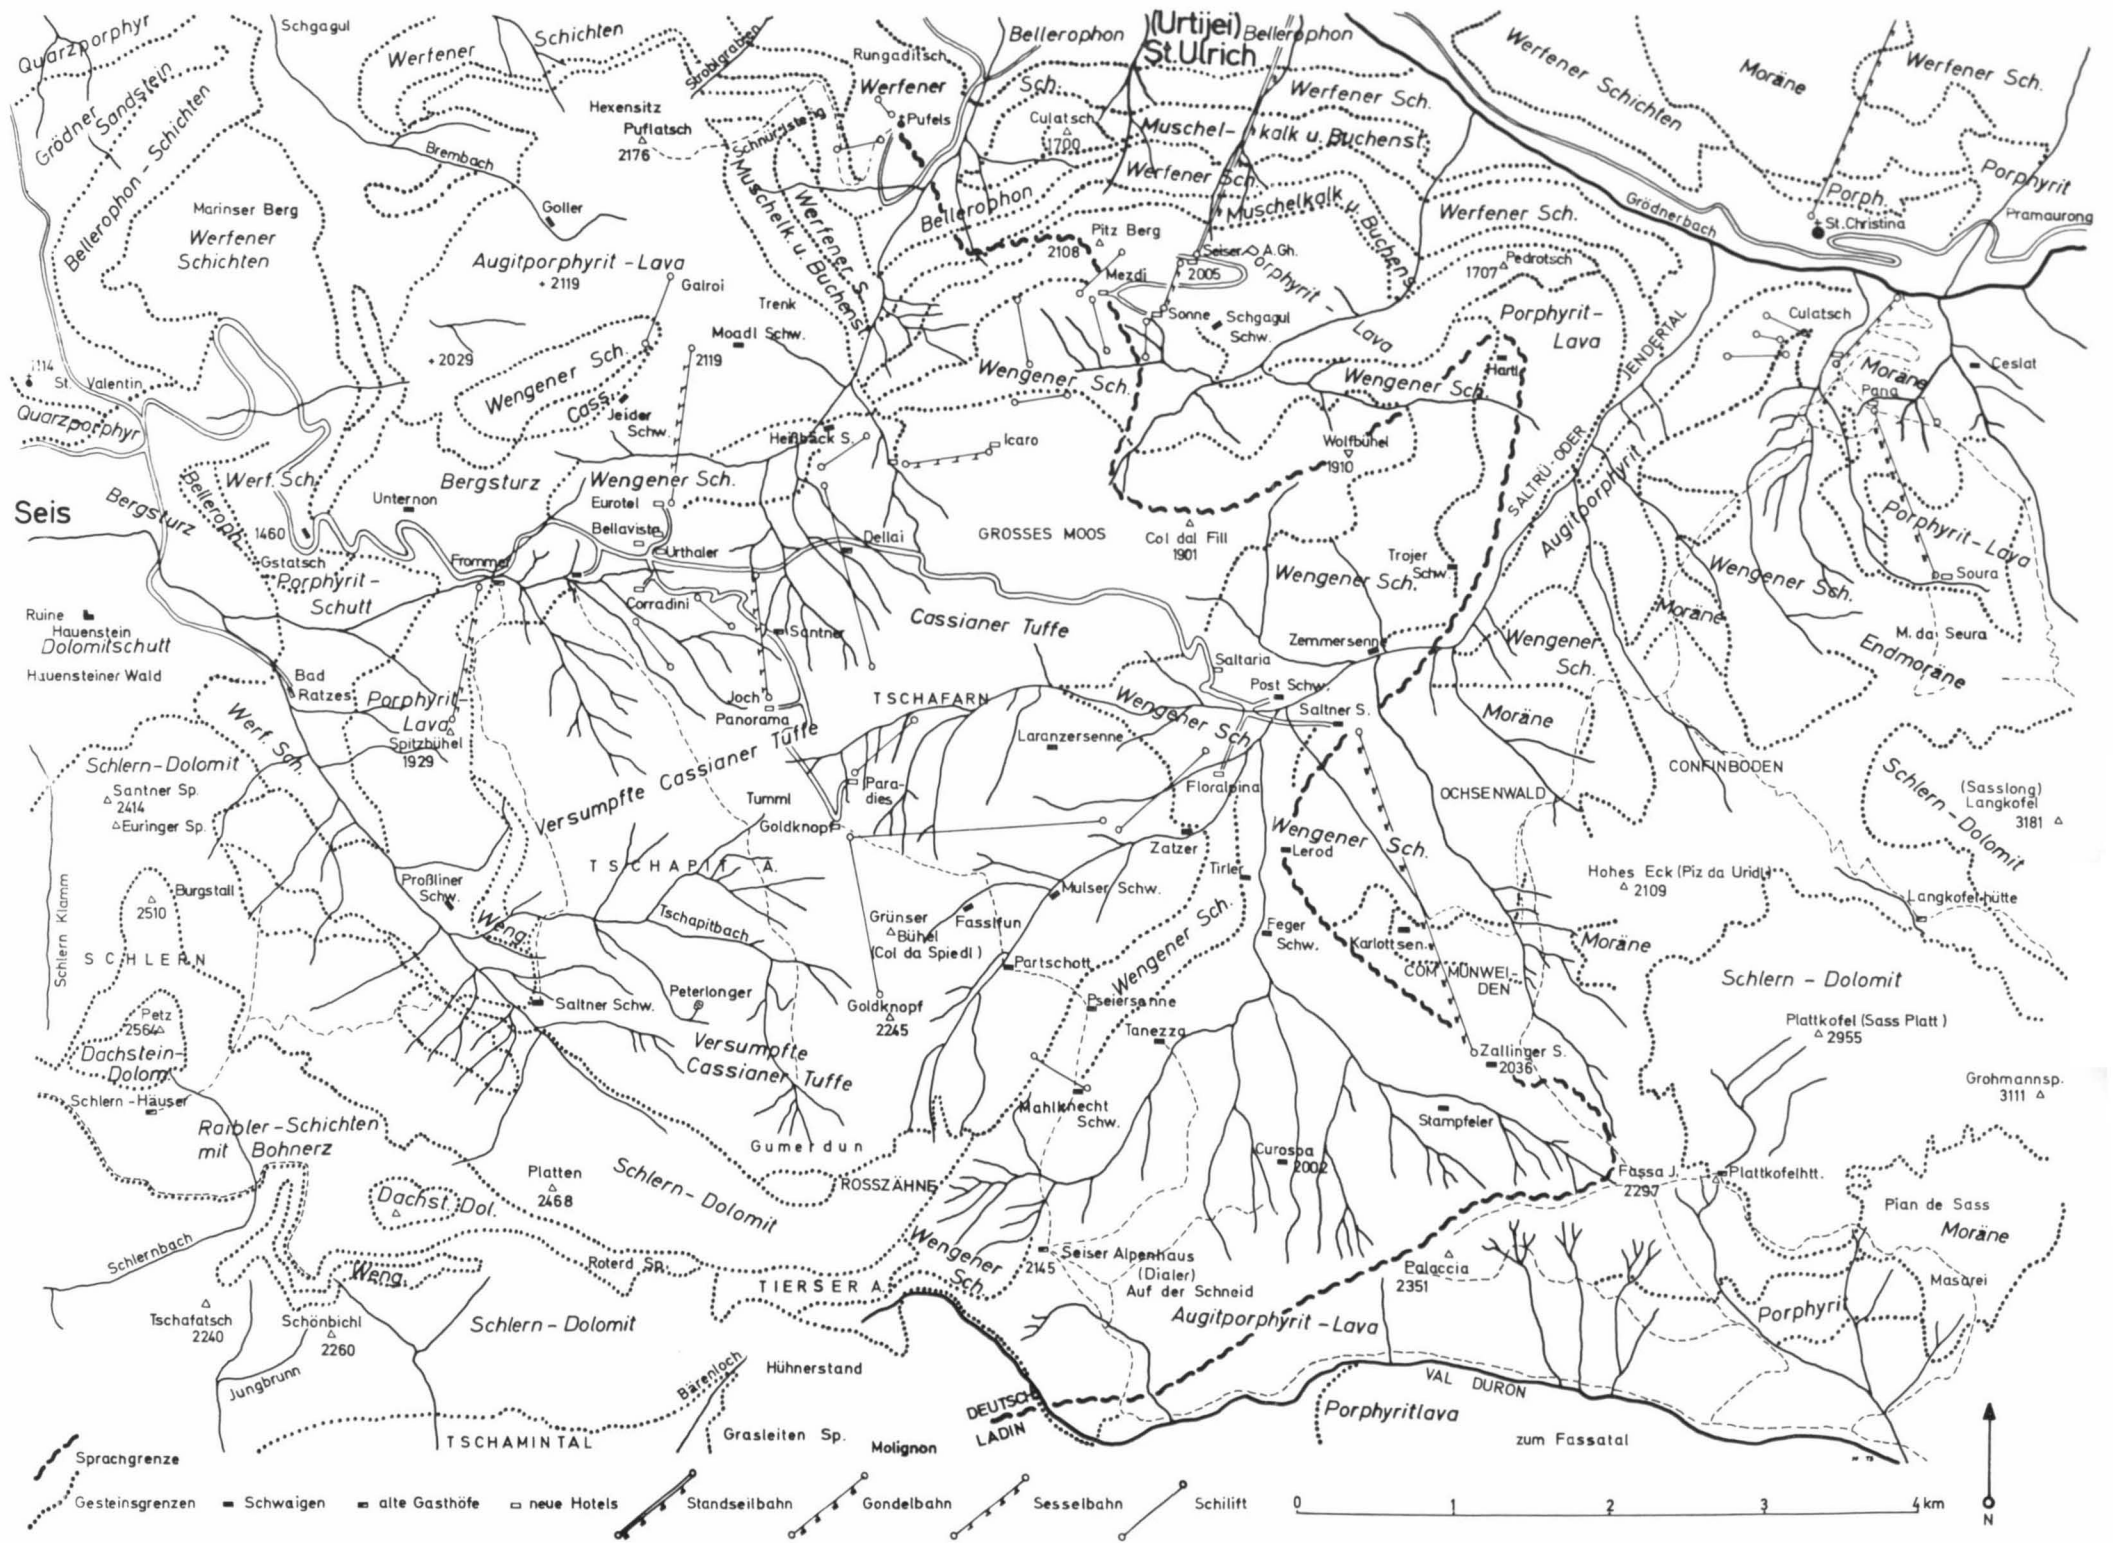 Quarzporphyr
Schgagul
Werfener
Schichten
Stroblgraben
Rungaditsch
Werfener
Bellerophon
Sch.
(Urtijei)
St.Ulrich
Bellerophon
Werfener Schichten
Moräne
Werfener Sch.
Grödner
Sandstein
Bellerophon - Schichten
Hexensitz
Puflatsch
2176
Schnürlsteig
Pufels
Culatsch
1700
Werfener Sch.
Muschel-kalk u. Buchenst.
Werfener Sch.
Brembach
Muschelk. u. Buchenst.
Werfener S.
Bellerophon
Muschelkalk u. Buchens.
Werfener Sch.
Porph.
Porphyrit
Grödnerbach
St.Christina
Pramaurong
Marinser Berg
Werfener
Schichten
Goller
Augitporphyrit - Lava
+ 2119
Galroi
Trenk
Moadl Schw.
2119
+ 2029
Pitz Berg
2108
Mezdi
Seiser A.Gh.
2005
Porphyrit - Lava
Sonne
Schgagul
Schw.
1707
Pedrotsch
Porphyrit-
Lava
JENDERTAL
Culatsch
Moräne
Pana
Ceslat
St. Valentin
Quarzporphyr
Wengener Sch.
Cass.
Jeider
Schw.
Wengener Sch.
Wengener Sch.
Hartl
Heißbäck S.
Icaro
Wolfbühel
1910
SALTRÜ-ODER
Augitporphyrit
Werf. Sch.
Belleroph.
Bergsturz
Seis
Bergsturz
Unternon
1460
Gstatsch
Wengener Sch.
Eurotel
Bellavista
Urthaler
Frommer
Dellai
GROSSES MOOS
Col dal Fill
1901
Wengener Sch.
Trojer
Schw.
Porphyrit-Lava
Soura
Wengener Sch.
Moräne
M. da Seura
Endmoräne
Porphyrit -
Schutt
Ruine
Hauenstein
Dolomitschutt
Hauensteiner Wald
Corradini
Santner
Cassianer Tuffe
Zemmersenne
Wengener
Sch.
Bad
Ratzes
Porphyrit-
Lava
Spitzbühel
1929
Joch
Panorama
TSCHAFARN
Saltaria
Post Schw.
Saltner S.
Wengener Sch.
Moräne
Werf. Sch.
Schlern-Dolomit
Santner Sp.
2414
Euringer Sp.
Versumpfte Cassianer Tuffe
Laranzersenne
Floralpina
Para-
dies
Tumml
Goldknopf
OCHSENWALD
CONFINBODEN
Schlern-Dolomit
(Sasslong)
Langkofel
3181
Wengener Sch.
Zatzer
Lerod
Tirler
Schlern Klamm
2510
Burgstall
Proßliner
Schw.
TSCHAPIT A.
Tschapitbach
Weng.
Grünser
Bühel
(Col da Spiedl)
Fasslfun
Mulser Schw.
Hohes Eck (Piz da Uridl)
2109
Langkofelhütte
Wengener Sch.
Feger
Schw.
Karlottsen.
Moräne
SCHLERN
COM MUNWEI-
DEN
Schlern - Dolomit
Saltner Schw.
Peterlonger
Goldknopf
2245
Partschott
Pseiersenne
Tanezza
Petz
2564
Dachstein-
Dolom.
Schlern-Häuser
Versumpfte
Cassianer Tuffe
Zallinger S.
2036
Plattkofel (Sass Platt)
2955
Grohmannsp.
3111
Mahlknecht
Schw.
Stampfeler
Raibler-Schichten
mit Bohnerz
Gumerdun
Curosoa
2002
Platten
2468
Schlern-Dolomit
ROSSZÄHNE
Fassa J.
2297
Plattkofelhtt.
Pian de Sass
Moräne
Dachst. Dol.
Schlernbach
Weng.
Roterd Sp.
Wengener
Sch.
2145
Seiser Alpenhaus
(Dialer)
Auf der Schneid
TIERSER A.
Palaccia
2351
Masarei
Porphyri
Tschafatsch
2240
Schönbichl
2260
Schlern - Dolomit
Augitporphyrit - Lava
Jungbrunn
Bärenloch
Hühnerstand
VAL DURON
DEUTSCH
LADIN
Porphyritlava
zum Fassatal
TSCHAMINTAL
Grasleiten Sp.
Molignon
Sprachgrenze
Gesteinsgrenzen
Schwaigen
alte Gasthöfe
neue Hotels
Standseilbahn
Gondelbahn
Sesselbahn
Schilift
0 1 2 3 4 km
N